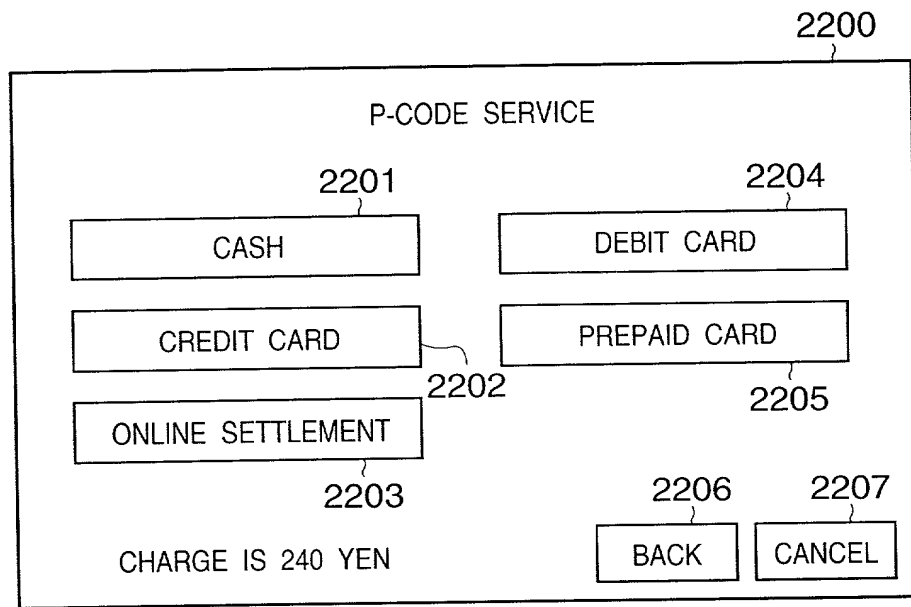 2200
P-CODE SERVICE
2201
2204
CASH
DEBIT CARD
CREDIT CARD
PREPAID CARD
2202
2205
ONLINE SETTLEMENT
2203
2206
2207
CHARGE IS 240 YEN
BACK
CANCEL